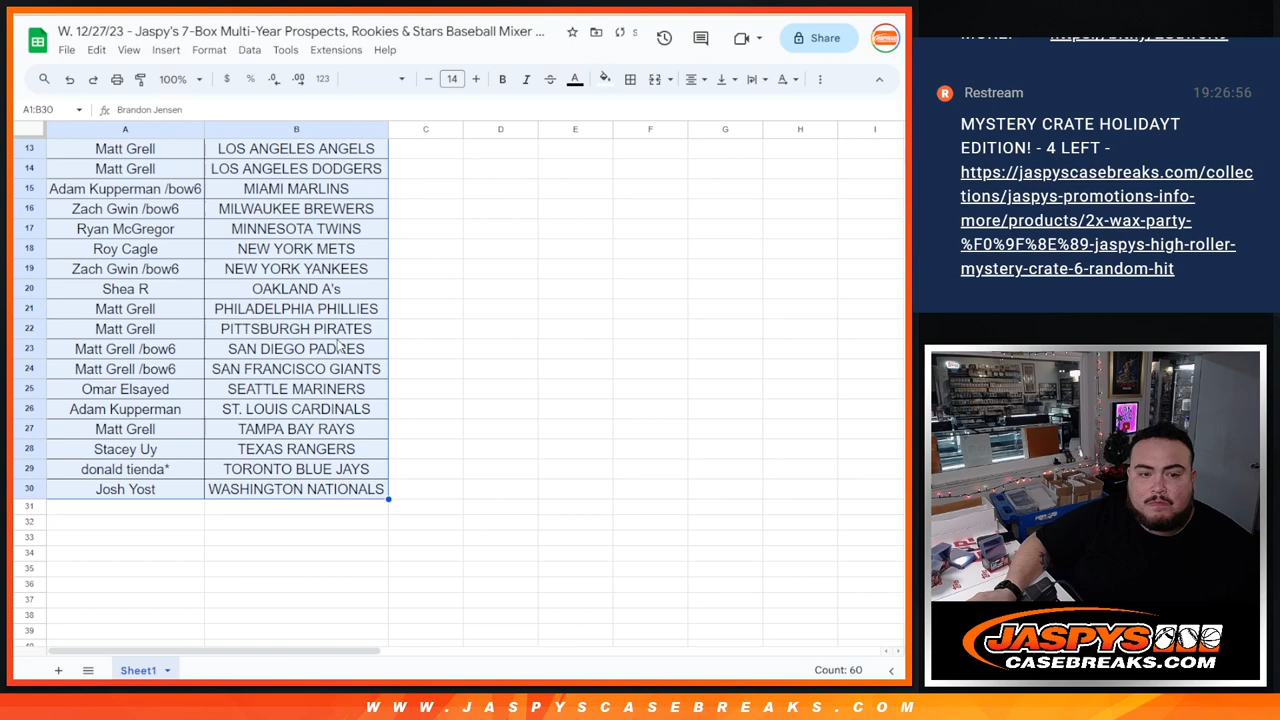 W. 12/27/23 - Jaspy's 7-Box Multi-Year Prospects, Rookies & Stars Baseball Mixer ...
File Edit View Insert Format Data Tools Extensions Help
Share
100% $ % .0 .00 123 14 B I A
A1:B30 fx Brandon Jensen
A B C D E F G H I
13 Matt Grell LOS ANGELES ANGELS
14 Matt Grell LOS ANGELES DODGERS
15 Adam Kupperman /bow6 MIAMI MARLINS
16 Zach Gwin /bow6 MILWAUKEE BREWERS
17 Ryan McGregor MINNESOTA TWINS
18 Roy Cagle NEW YORK METS
19 Zach Gwin /bow6 NEW YORK YANKEES
20 Shea R OAKLAND A's
21 Matt Grell PHILADELPHIA PHILLIES
22 Matt Grell PITTSBURGH PIRATES
23 Matt Grell /bow6 SAN DIEGO PADRES
24 Matt Grell /bow6 SAN FRANCISCO GIANTS
25 Omar Elsayed SEATTLE MARINERS
26 Adam Kupperman ST. LOUIS CARDINALS
27 Matt Grell TAMPA BAY RAYS
28 Stacey Uy TEXAS RANGERS
29 donald tienda* TORONTO BLUE JAYS
30 Josh Yost WASHINGTON NATIONALS
31
32
33
34
35
36
37
38
39
Sheet1
Count: 60
R Restream 19:26:56
MYSTERY CRATE HOLIDAYT
EDITION! - 4 LEFT -
https://jaspyscasebreaks.com/collec
tions/jaspys-promotions-info-
more/products/2x-wax-party-
%F0%9F%8E%89-jaspys-high-roller-
mystery-crate-6-random-hit
JASPYS
CASEBREAKS.COM
WWW.JASPYSCASEBREAKS.COM